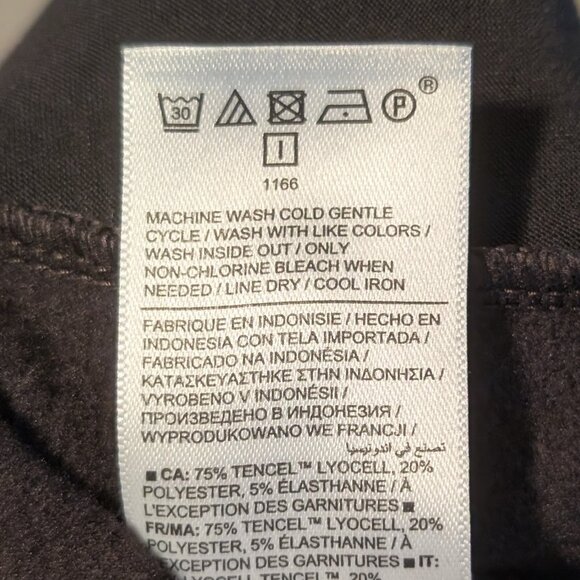 30 P ®
1166
MACHINE WASH COLD GENTLE
CYCLE / WASH WITH LIKE COLORS /
WASH INSIDE OUT / ONLY
NON-CHLORINE BLEACH WHEN
NEEDED / LINE DRY / COOL IRON
FABRIQUE EN INDONISIE / HECHO EN
INDONESIA CON TELA IMPORTADA /
FABRICADO NA INDONÉSIA /
ΚΑΤΑΣΚΕΥΑΣΤΗΚΕ ΣΤΗΝ ΙΝΔΟΝΗΣΙΑ /
VYROBENO V INDONÉSII /
ПРОИЗВЕДЕНО В ИНДОНЕЗИЯ /
WYPRODUKOWANO WE FRANCJI /
تصنع في اندونيسيا
■ CA: 75% TENCEL™ LYOCELL, 20%
POLYESTER, 5% ÉLASTHANNE / À
L'EXCEPTION DES GARNITURES ■
FR/MA: 75% TENCEL™ LYOCELL, 20%
POLYESTER, 5% ÉLASTHANNE / À
L'EXCEPTION DES GARNITURES ■ IT:
TENCEL™ 20%